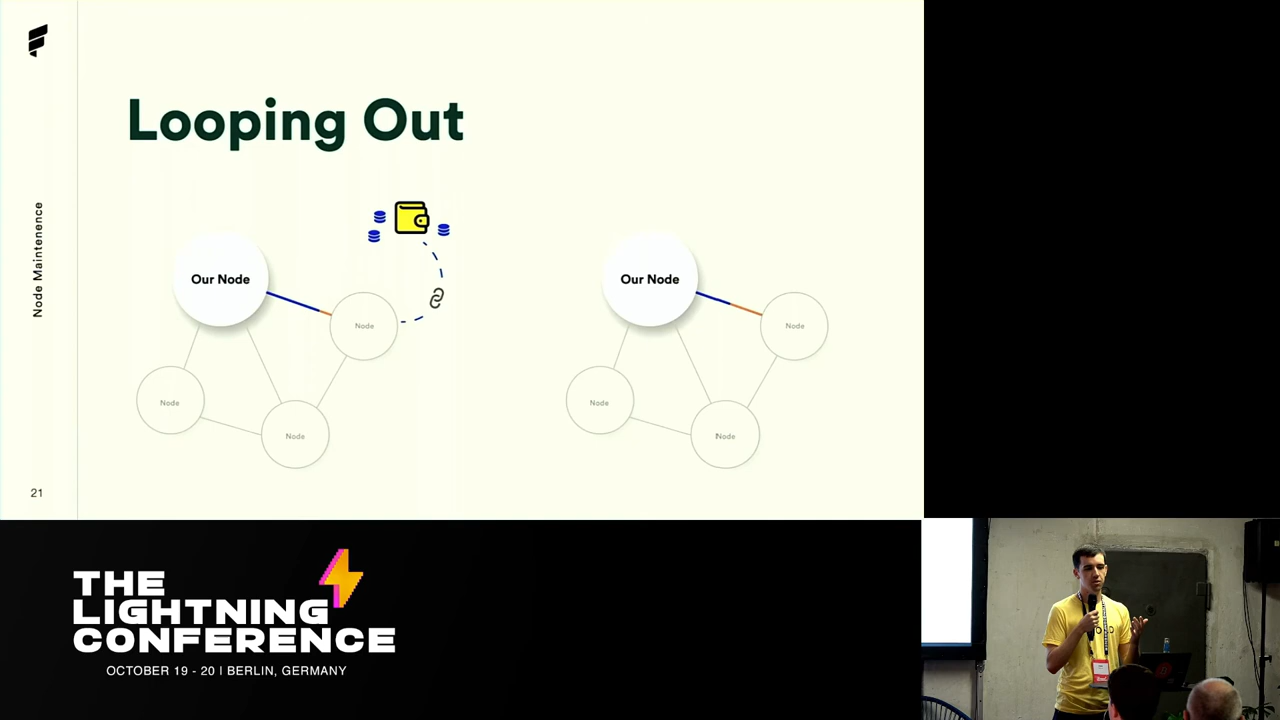 Looping Out
Node Maintenence
Our Node
Node
Node
Node
Our Node
Node
Node
Node
21
THE
LIGHTNING
CONFERENCE
OCTOBER 19 - 20 | BERLIN, GERMANY